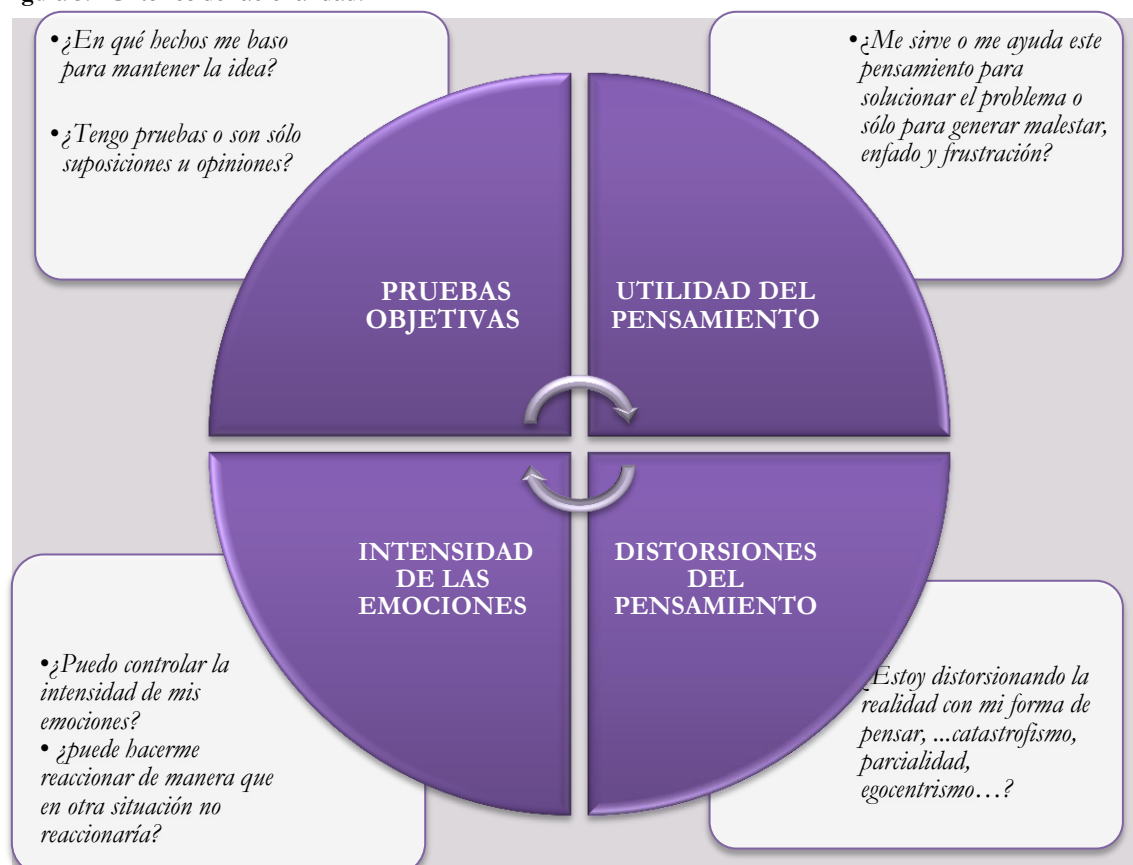 •¿En qué hechos me baso
para mantener la idea?
•¿Tengo pruebas o son sólo
suposiciones u opiniones?
•¿Me sirve o me ayuda este
pensamiento para
solucionar el problema o
sólo para generar malestar,
enfado y frustración?
PRUEBAS
OBJETIVAS
UTILIDAD DEL
PENSAMIENTO
INTENSIDAD
DE LAS
EMOCIONES
DISTORSIONES
DEL
PENSAMIENTO
•¿Puedo controlar la
intensidad de mis
emociones?
• ¿puede hacerme
reaccionar de manera que
en otra situación no
reaccionaría?
¿Estoy distorsionando la
realidad con mi forma de
pensar, ...catastrofismo,
parcialidad,
egocentrismo…?